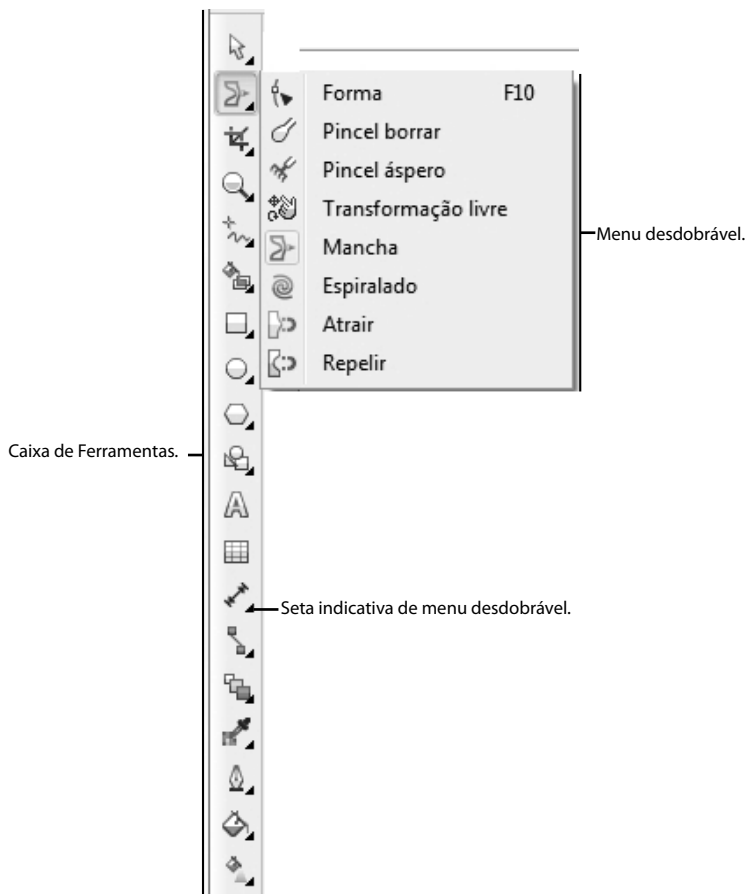 Forma F10
Pincel borrar
Pincel áspero
Transformação livre
Mancha
Espiralado
Atrair
Repelir
Menu desdobrável.
Caixa de Ferramentas.
Seta indicativa de menu desdobrável.